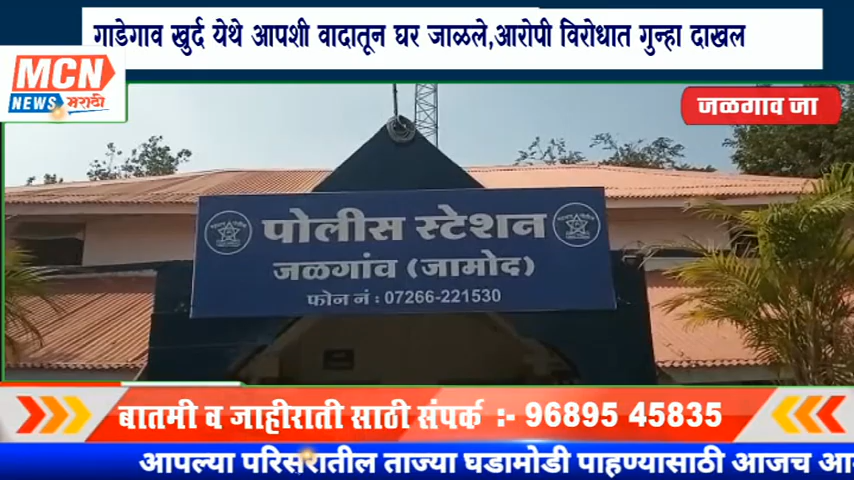 गाडेगाव खुर्द येथे आपशी वादातून घर जाळले,आरोपी विरोधात गुन्हा दाखल
MCN
NEWS मराठी
जळगाव जा
पोलीस स्टेशन
जळगांव (जामोद)
फोन नं : 07266-221530
बातमी व जाहीराती साठी संपर्क :- 96895 45835
आपल्या परिसरातील ताज्या घडामोडी पाहण्यासाठी आजच